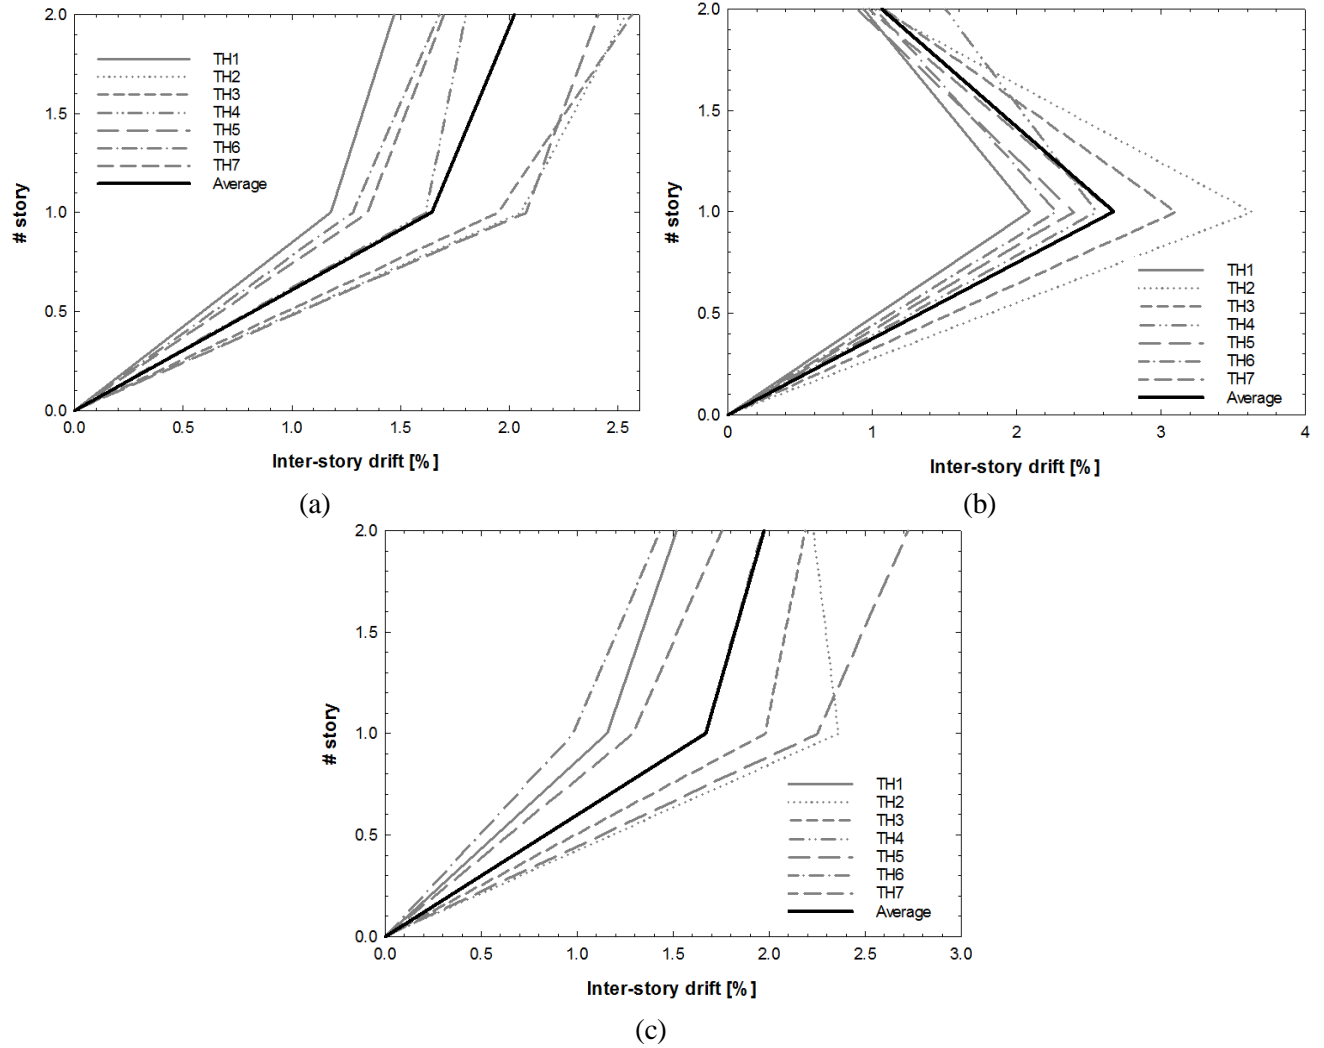 2.0
1.5
1.0
0.5
0.0
# story
TH1
TH2
TH3
TH4
TH5
TH6
TH7
Average
0.0 0.5 1.0 1.5 2.0 2.5
Inter-story drift [%]
(a)
2.0
1.5
1.0
0.5
0.0
# story
TH1
TH2
TH3
TH4
TH5
TH6
TH7
Average
0 1 2 3 4
Inter-story drift [%]
(b)
2.0
1.5
1.0
0.5
0.0
# story
TH1
TH2
TH3
TH4
TH5
TH6
TH7
Average
0.0 0.5 1.0 1.5 2.0 2.5 3.0
Inter-story drift [%]
(c)